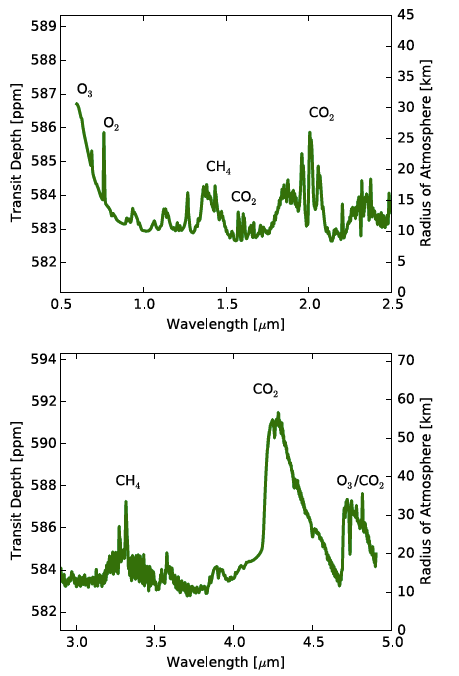 589
588
587
586
585
584
583
582
Transit Depth [ppm]
O₃
O₂
CH₄
CO₂
CO₂
45
40
35
30
25
20
15
10
5
0
Radius of Atmosphere [km]
0.5 1.0 1.5 2.0 2.5
Wavelength [μm]
594
592
590
588
586
584
582
Transit Depth [ppm]
CH₄
CO₂
O₃/CO₂
70
60
50
40
30
20
10
0
Radius of Atmosphere [km]
3.0 3.5 4.0 4.5 5.0
Wavelength [μm]